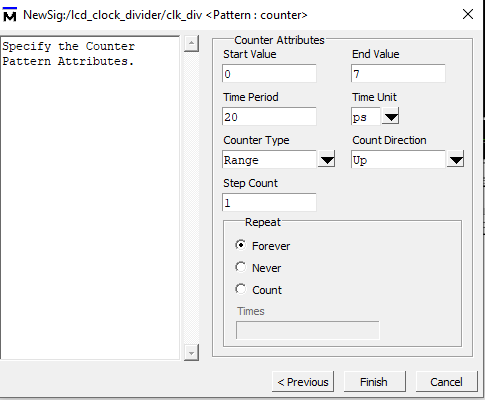 NewSig:/lcd_clock_divider/clk_div <Pattern : counter>
Specify the Counter
Pattern Attributes.
Counter Attributes
Start Value End Value
0 7
Time Period Time Unit
20 ps
Counter Type Count Direction
Range Up
Step Count
1
Repeat
Forever
Never
Count
Times
< Previous Finish Cancel